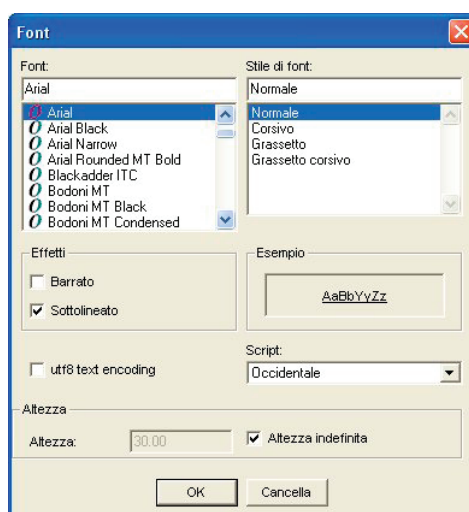 Font
Font:
Stile di font:
Arial
Normale
Arial
Arial Black
Arial Narrow
Arial Rounded MT Bold
Blackadder ITC
Bodoni MT
Bodoni MT Black
Bodoni MT Condensed
Normale
Corsivo
Grassetto
Grassetto corsivo
Effetti
Barrato
Sottolineato
Esempio
AaBbYyZz
utf8 text encoding
Script:
Occidentale
Altezza
Altezza:
30.00
Altezza indefinita
OK
Cancella